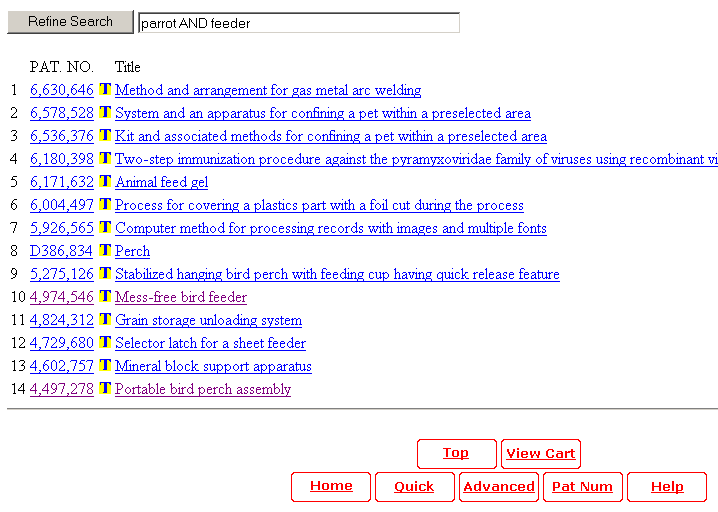 Refine Search parrot AND feeder
PAT. NO. Title
1 6,630,646 T Method and arrangement for gas metal arc welding
2 6,578,528 T System and an apparatus for confining a pet within a preselected area
3 6,536,376 T Kit and associated methods for confining a pet within a preselected area
4 6,180,398 T Two-step immunization procedure against the pyramyxoviridae family of viruses using recombinant vi
5 6,171,632 T Animal feed gel
6 6,004,497 T Process for covering a plastics part with a foil cut during the process
7 5,926,565 T Computer method for processing records with images and multiple fonts
8 D386,834 T Perch
9 5,275,126 T Stabilized hanging bird perch with feeding cup having quick release feature
10 4,974,546 T Mess-free bird feeder
11 4,824,312 T Grain storage unloading system
12 4,729,680 T Selector latch for a sheet feeder
13 4,602,757 T Mineral block support apparatus
14 4,497,278 T Portable bird perch assembly
Top View Cart
Home Quick Advanced Pat Num Help